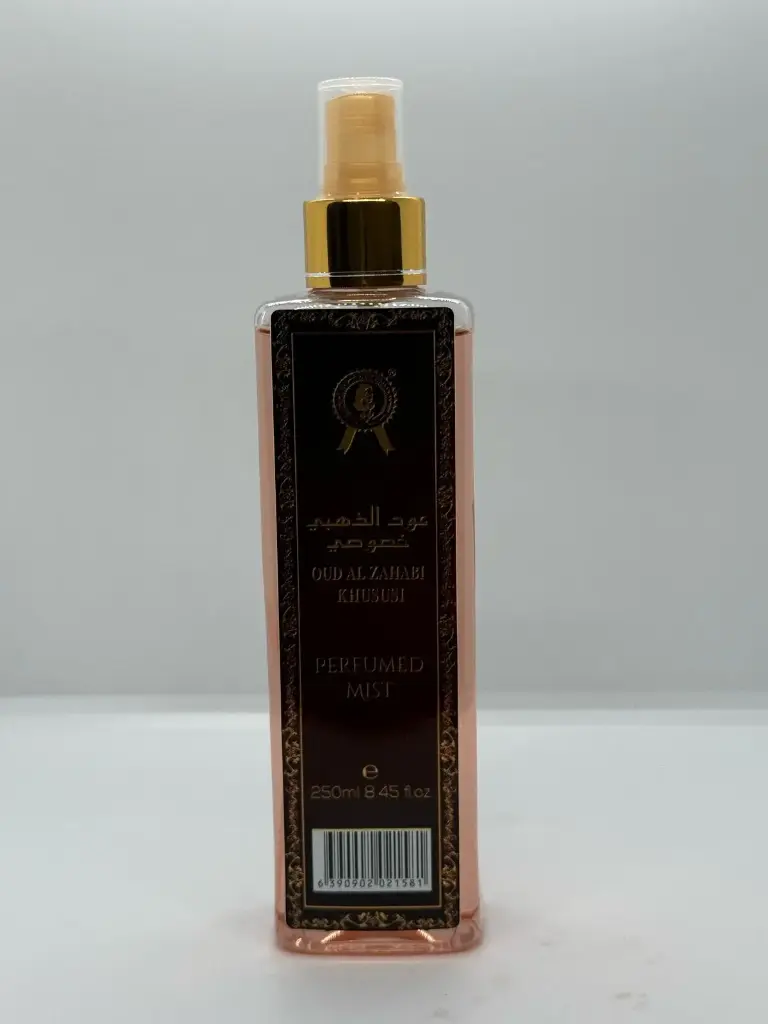 ®
عود الذهبي
خصوصي
OUD AL ZAHABI
KHUSUSI
PERFUMED
MIST
e
250ml 8.45 fl.oz
6 390902 021581